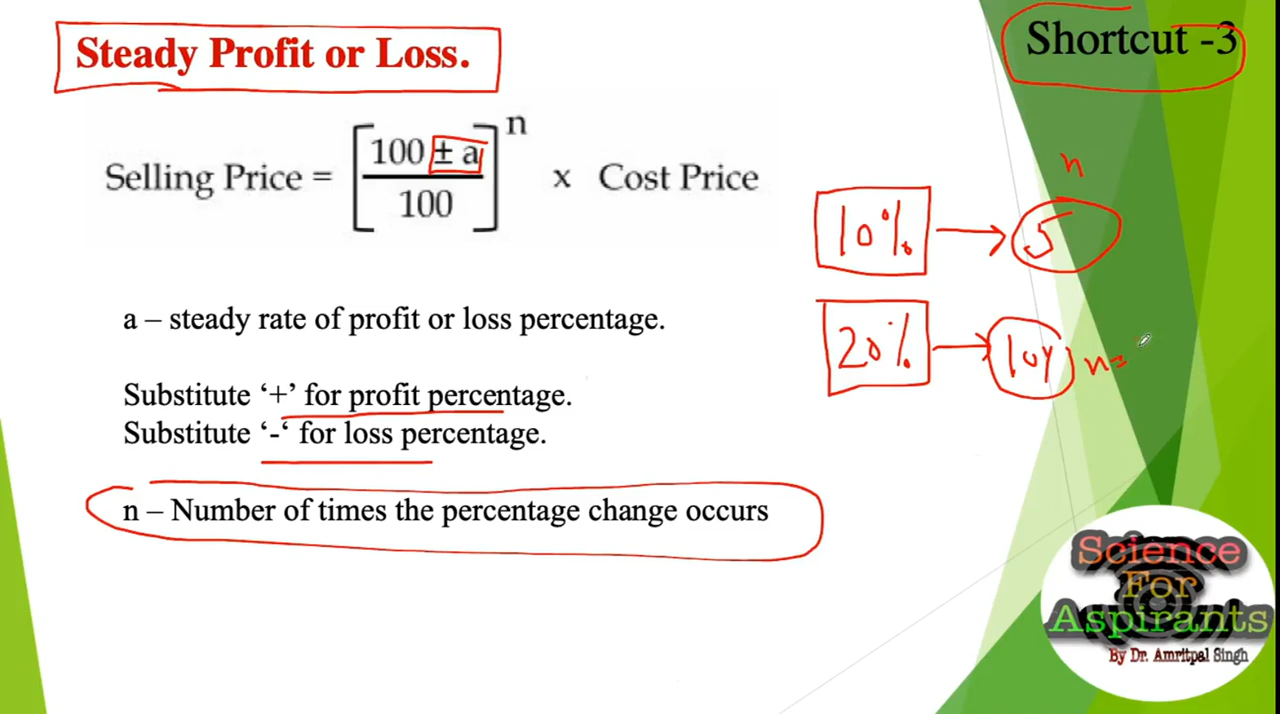 Steady Profit or Loss.
Shortcut -3
Selling Price = [100 ± a / 100]ⁿ x Cost Price
n
10% → 5
20% → 10Y n=
a – steady rate of profit or loss percentage.
Substitute ‘+’ for profit percentage.
Substitute ‘-‘ for loss percentage.
n – Number of times the percentage change occurs
Science
For
Aspirants
By Dr. Amritpal Singh